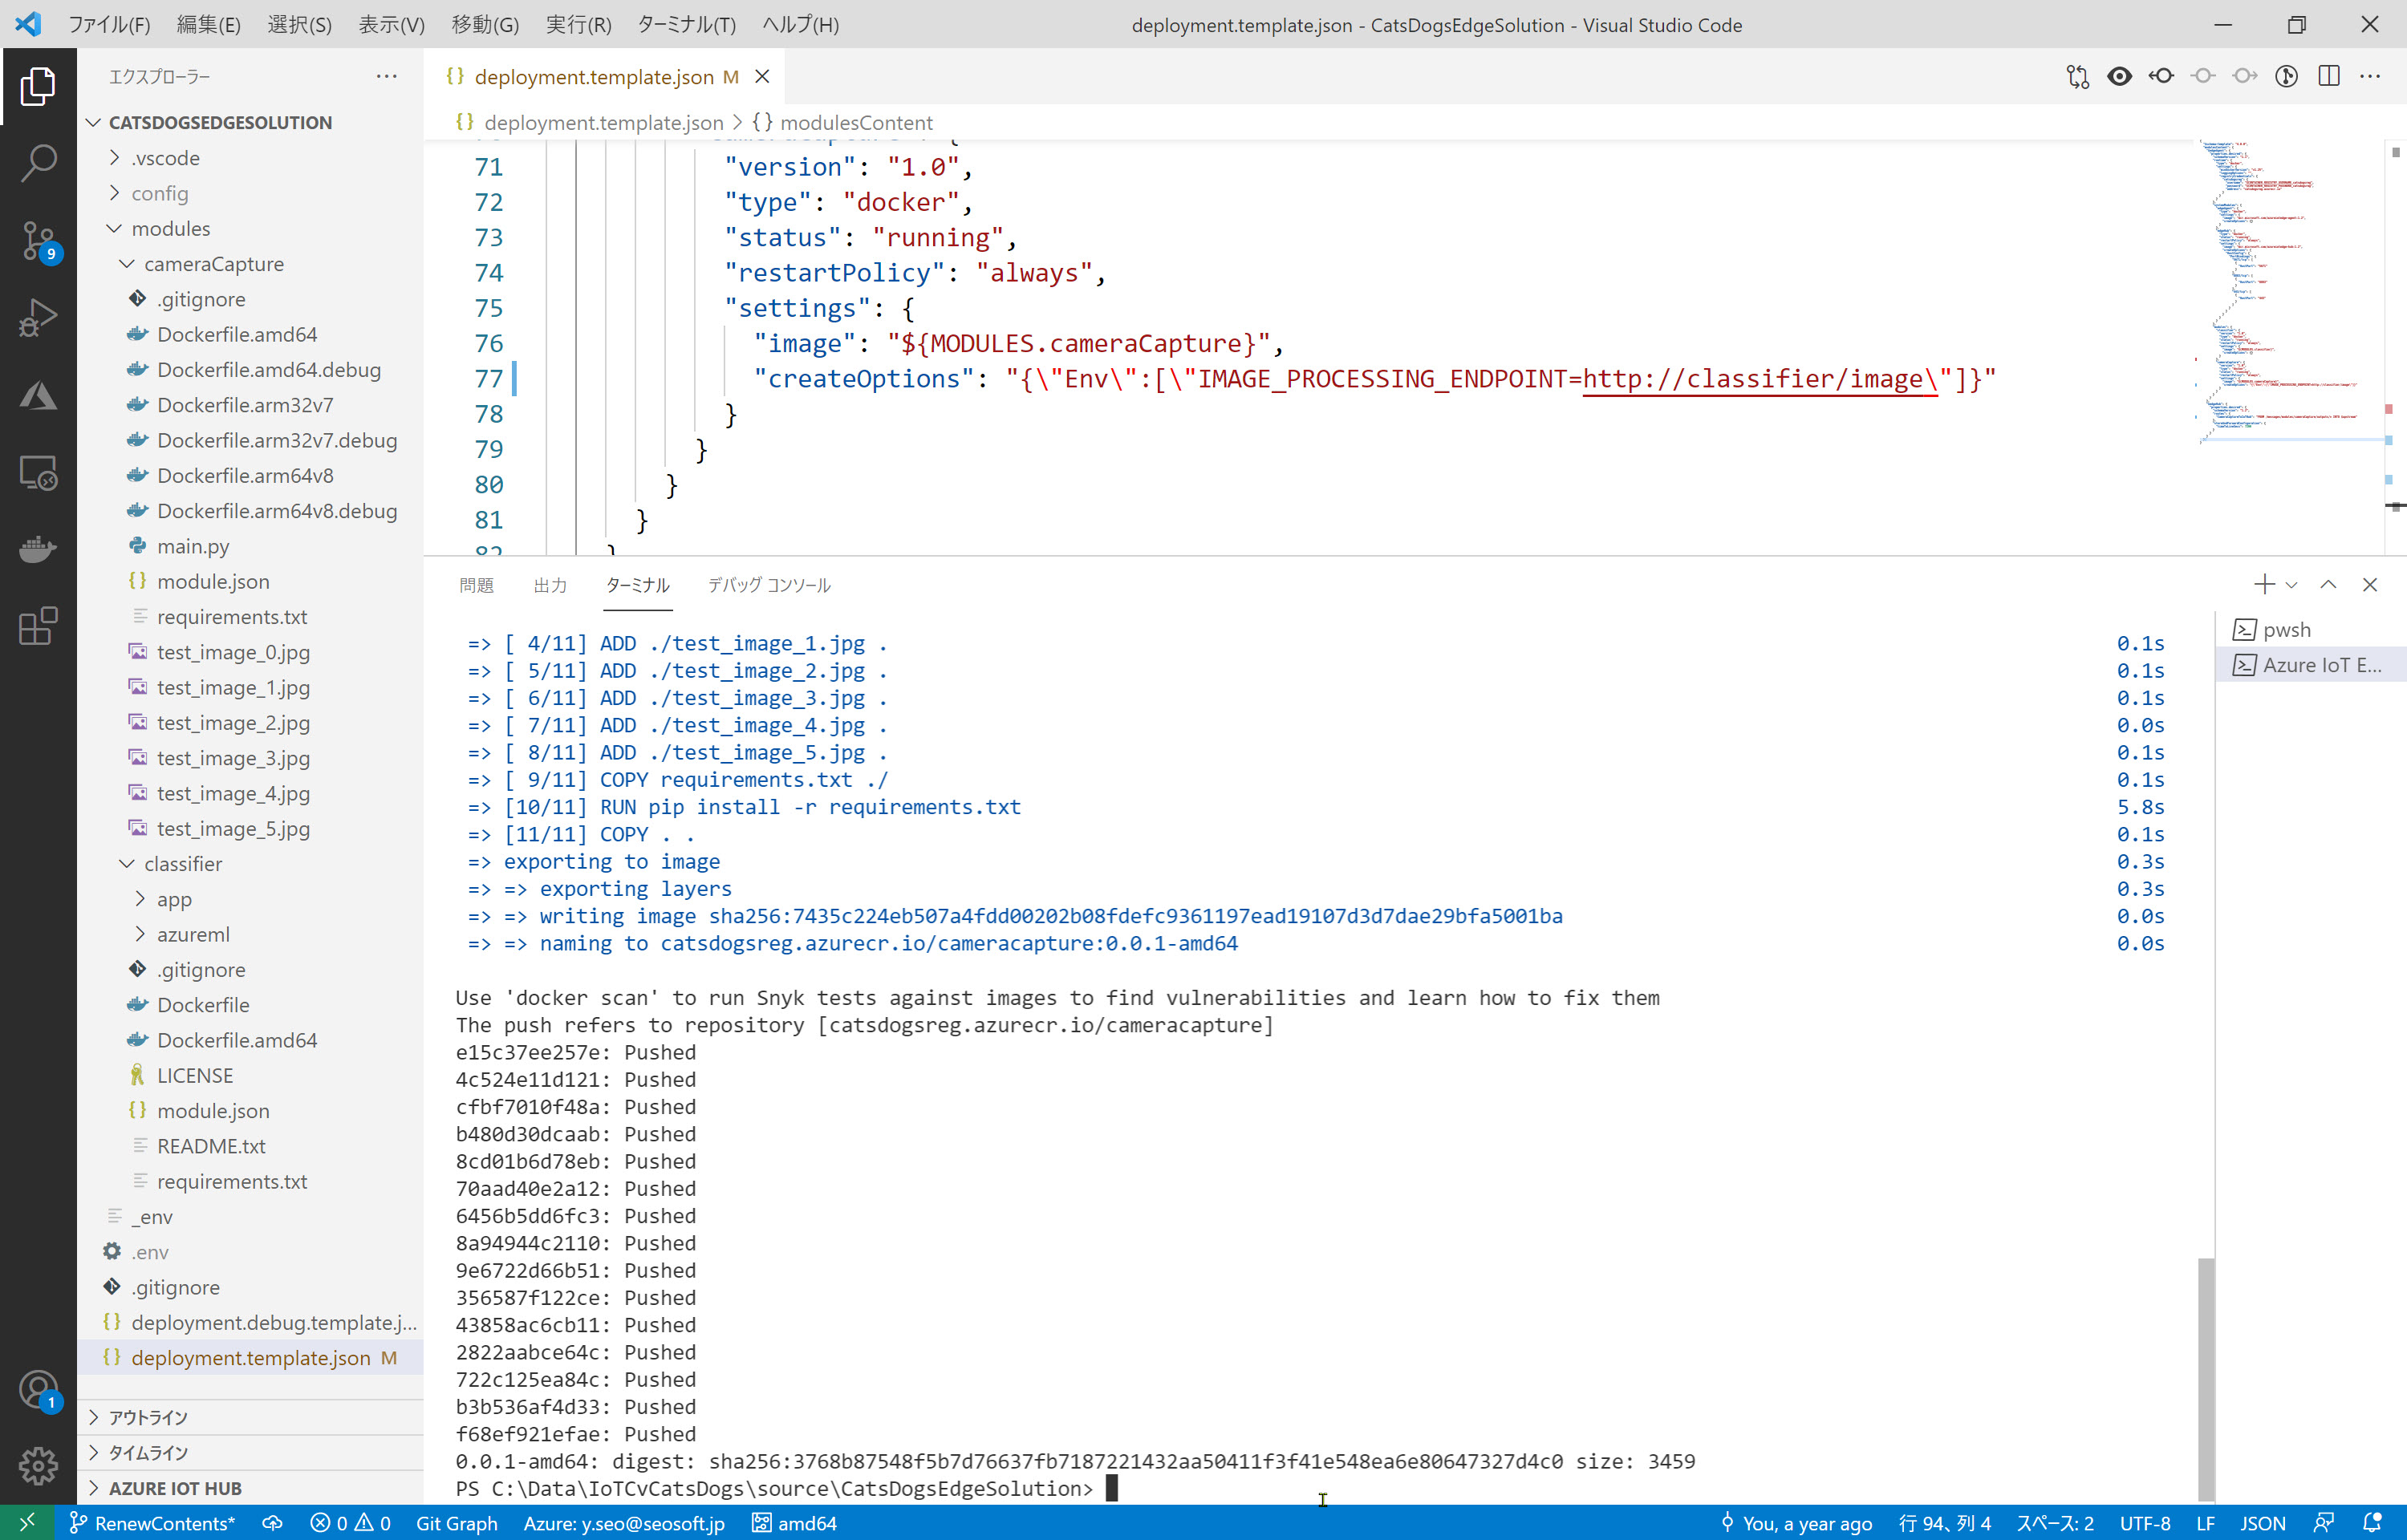 ファイル(F) 編集(E) 選択(S) 表示(V) 移動(G) 実行(R) ターミナル(T) ヘルプ(H) deployment.template.json - CatsDogsEdgeSolution - Visual Studio Code
エクスプローラー
CATSDOGSEDGESOLUTION
.vscode
config
modules
cameraCapture
.gitignore
Dockerfile.amd64
Dockerfile.amd64.debug
Dockerfile.arm32v7
Dockerfile.arm32v7.debug
Dockerfile.arm64v8
Dockerfile.arm64v8.debug
main.py
module.json
requirements.txt
test_image_0.jpg
test_image_1.jpg
test_image_2.jpg
test_image_3.jpg
test_image_4.jpg
test_image_5.jpg
classifier
app
azureml
.gitignore
Dockerfile
Dockerfile.amd64
LICENSE
module.json
README.txt
requirements.txt
_env
.env
.gitignore
deployment.debug.template.j...
deployment.template.json M
アウトライン
タイムライン
AZURE IOT HUB
9
1
{} deployment.template.json M
{} deployment.template.json > {} modulesContent
71 "version": "1.0",
72 "type": "docker",
73 "status": "running",
74 "restartPolicy": "always",
75 "settings": {
76 "image": "${MODULES.cameraCapture}",
77 "createOptions": "{\"Env\":[\"IMAGE_PROCESSING_ENDPOINT=http://classifier/image\"]}"
78 }
79 }
80 }
81 }
82 }
問題 出力 ターミナル デバッグ コンソール
=> [ 4/11] ADD ./test_image_1.jpg . 0.1s
=> [ 5/11] ADD ./test_image_2.jpg . 0.1s
=> [ 6/11] ADD ./test_image_3.jpg . 0.1s
=> [ 7/11] ADD ./test_image_4.jpg . 0.0s
=> [ 8/11] ADD ./test_image_5.jpg . 0.1s
=> [ 9/11] COPY requirements.txt ./ 0.1s
=> [10/11] RUN pip install -r requirements.txt 5.8s
=> [11/11] COPY . . 0.1s
=> exporting to image 0.3s
=> => exporting layers 0.3s
=> => writing image sha256:7435c224eb507a4fdd00202b08fdefc9361197ead19107d3d7dae29bfa5001ba 0.0s
=> => naming to catsdogsreg.azurecr.io/cameracapture:0.0.1-amd64 0.0s
Use 'docker scan' to run Snyk tests against images to find vulnerabilities and learn how to fix them
The push refers to repository [catsdogsreg.azurecr.io/cameracapture]
e15c37ee257e: Pushed
4c524e11d121: Pushed
cfbf7010f48a: Pushed
b480d30dcaab: Pushed
8cd01b6d78eb: Pushed
70aad40e2a12: Pushed
6456b5dd6fc3: Pushed
8a94944c2110: Pushed
9e6722d66b51: Pushed
356587f122ce: Pushed
43858ac6cb11: Pushed
2822aabce64c: Pushed
722c125ea84c: Pushed
b3b536af4d33: Pushed
f68ef921efae: Pushed
0.0.1-amd64: digest: sha256:3768b87548f5b7d76637fb7187221432aa50411f3f41e548ea6e80647327d4c0 size: 3459
PS C:\Data\IoTCvCatsDogs\source\CatsDogsEdgeSolution>
pwsh
Azure IoT E...
RenewContents* 0 0 Git Graph Azure: y.seo@seosoft.jp amd64 You, a year ago 行 94、列 4 スペース: 2 UTF-8 LF JSON